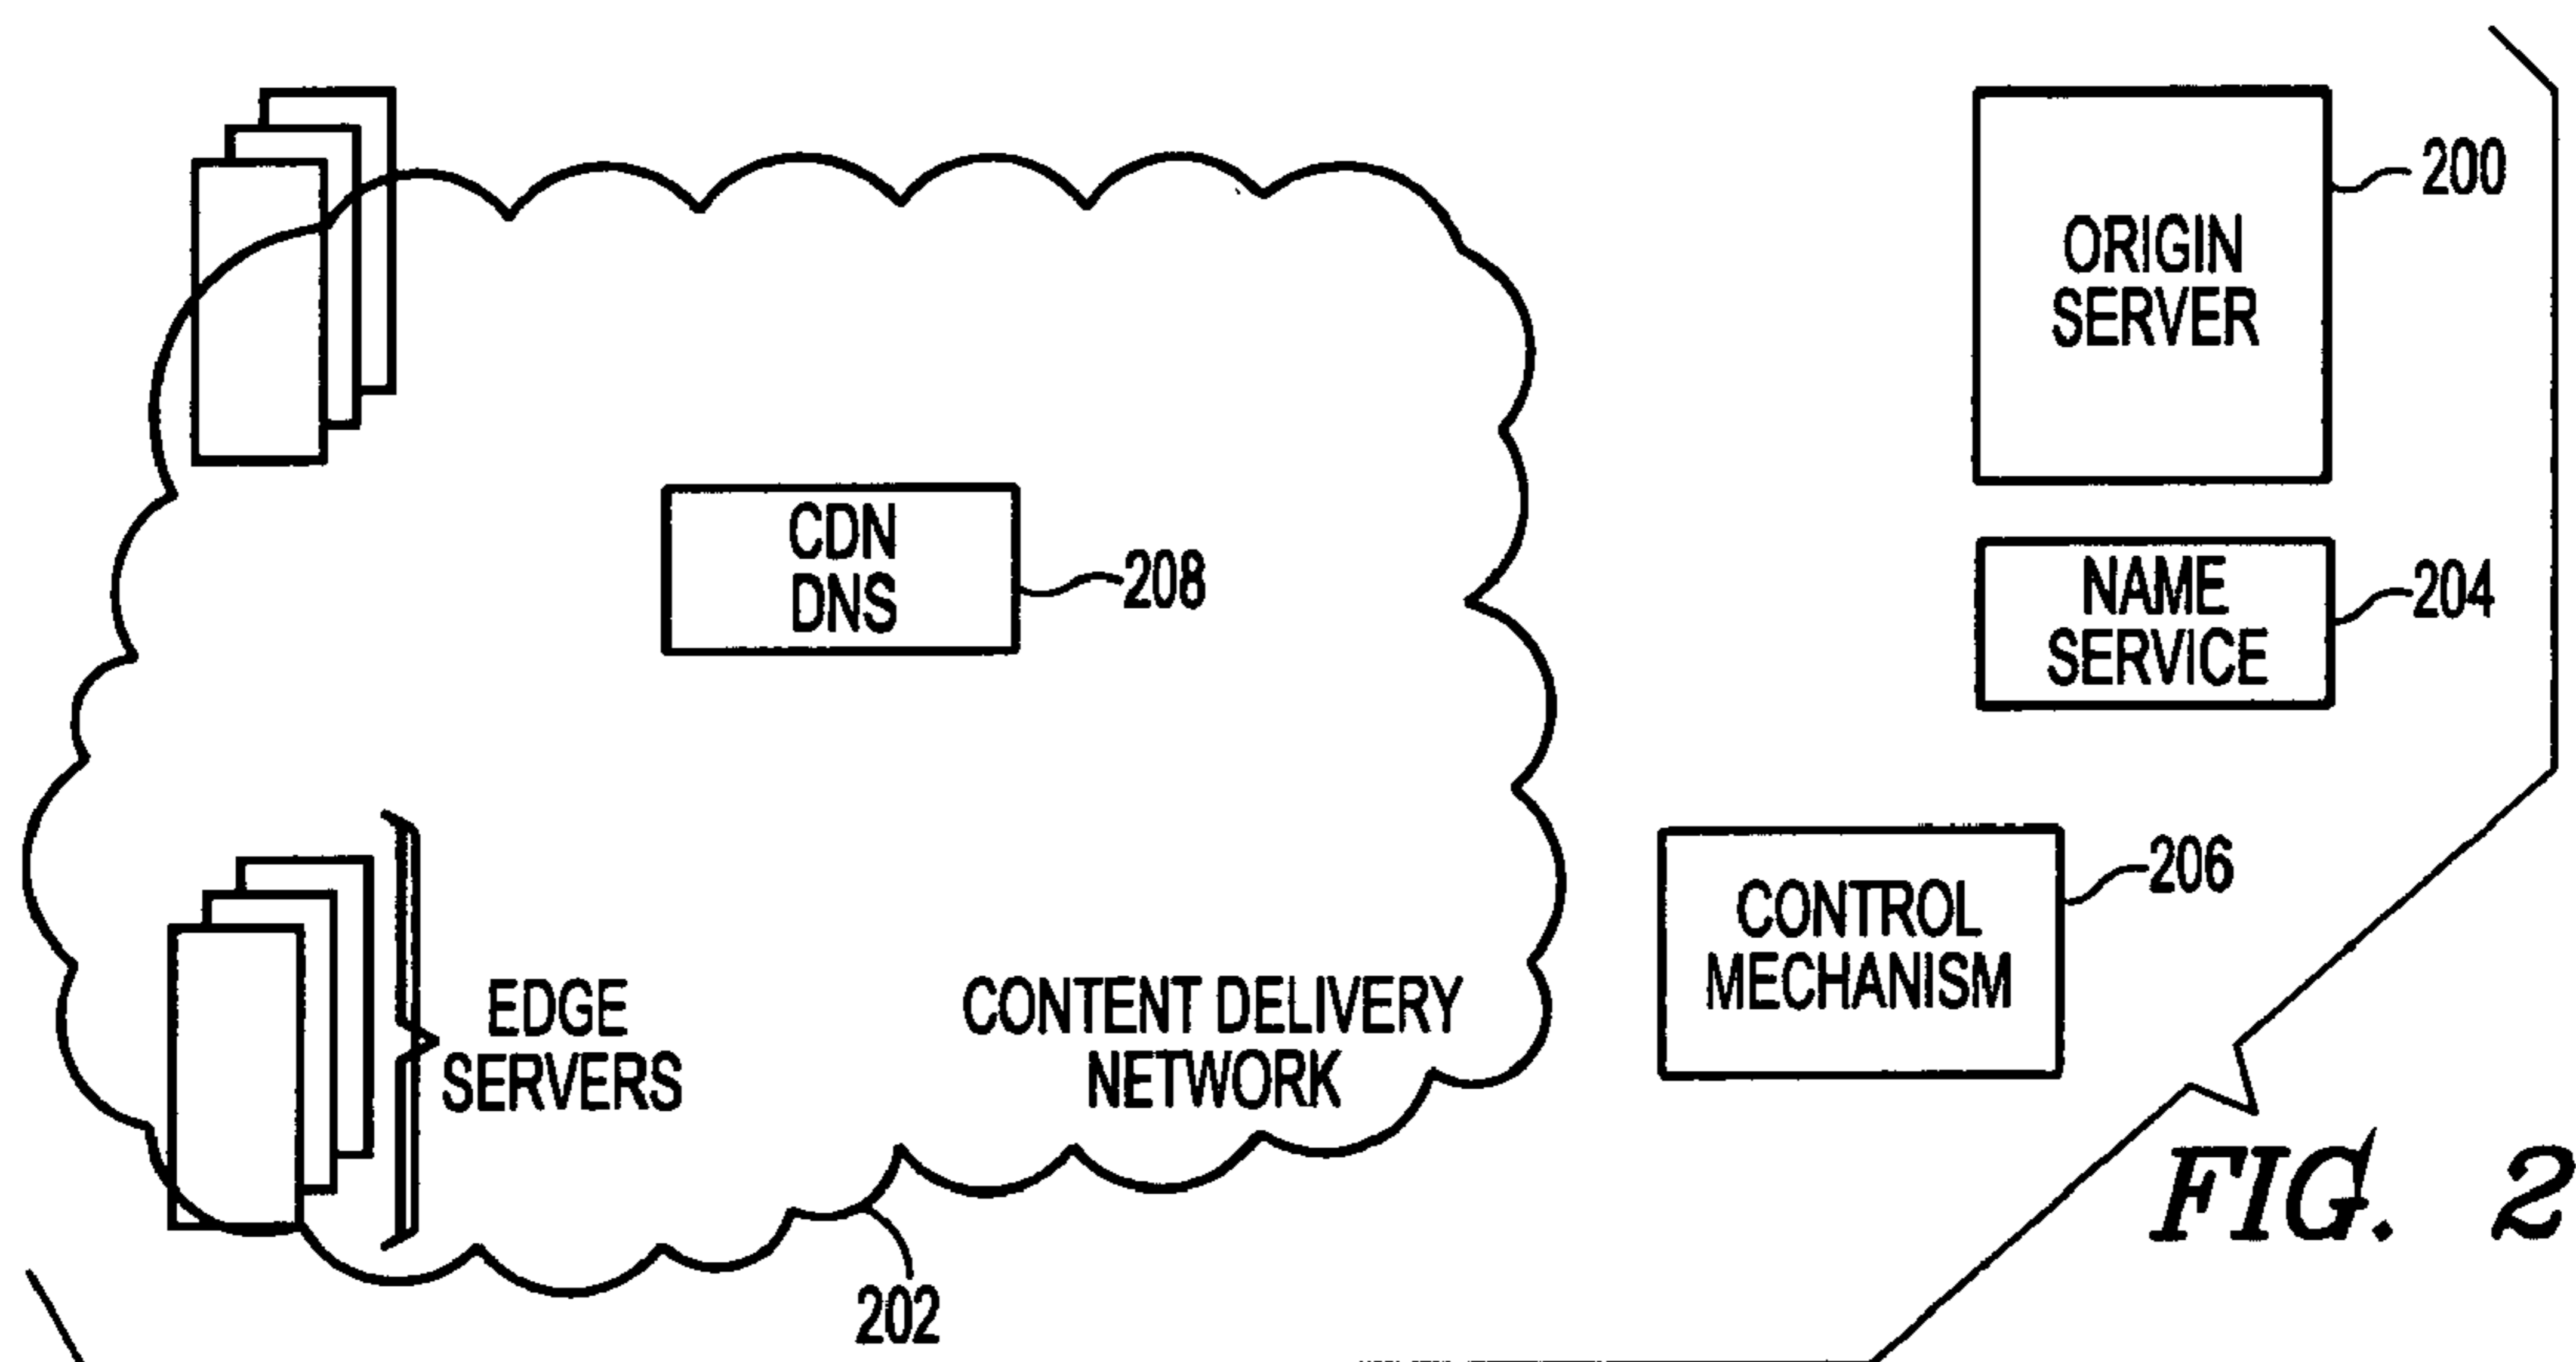 200
ORIGIN
SERVER
CDN
DNS
208
NAME
SERVICE
204
CONTROL
MECHANISM
206
EDGE
SERVERS
CONTENT DELIVERY
NETWORK
202
FIG. 2